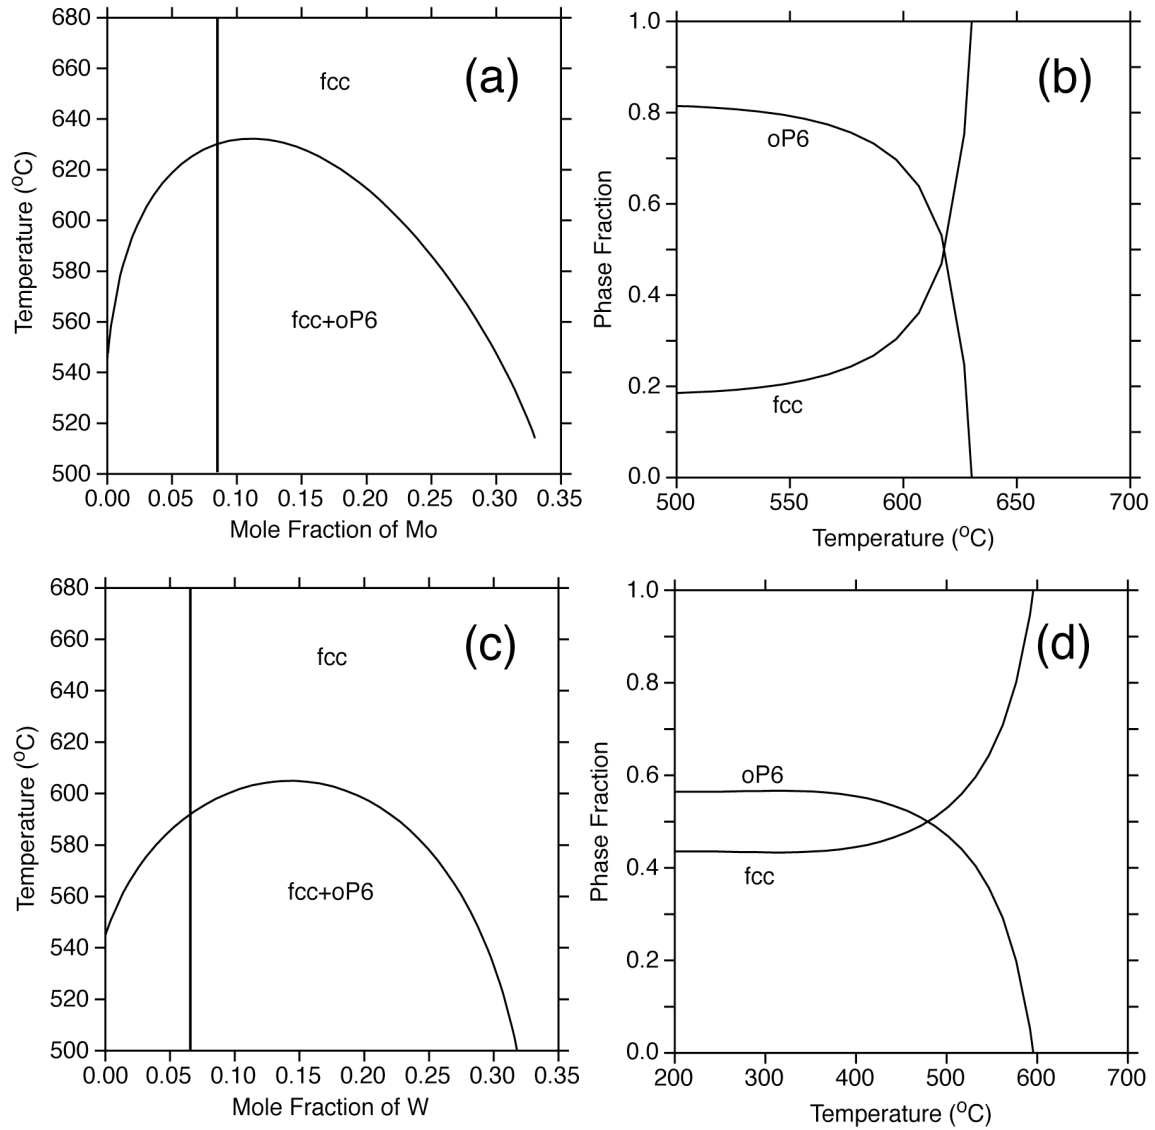 680
660
640
620
600
580
560
540
520
500
Temperature (oC)
fcc
(a)
fcc+oP6
0.00 0.05 0.10 0.15 0.20 0.25 0.30 0.35
Mole Fraction of Mo
1.0
0.8
0.6
0.4
0.2
0.0
Phase Fraction
(b)
oP6
fcc
500 550 600 650 700
Temperature (oC)
680
660
640
620
600
580
560
540
520
500
Temperature (oC)
fcc
(c)
fcc+oP6
0.00 0.05 0.10 0.15 0.20 0.25 0.30 0.35
Mole Fraction of W
1.0
0.8
0.6
0.4
0.2
0.0
Phase Fraction
(d)
oP6
fcc
200 300 400 500 600 700
Temperature (oC)